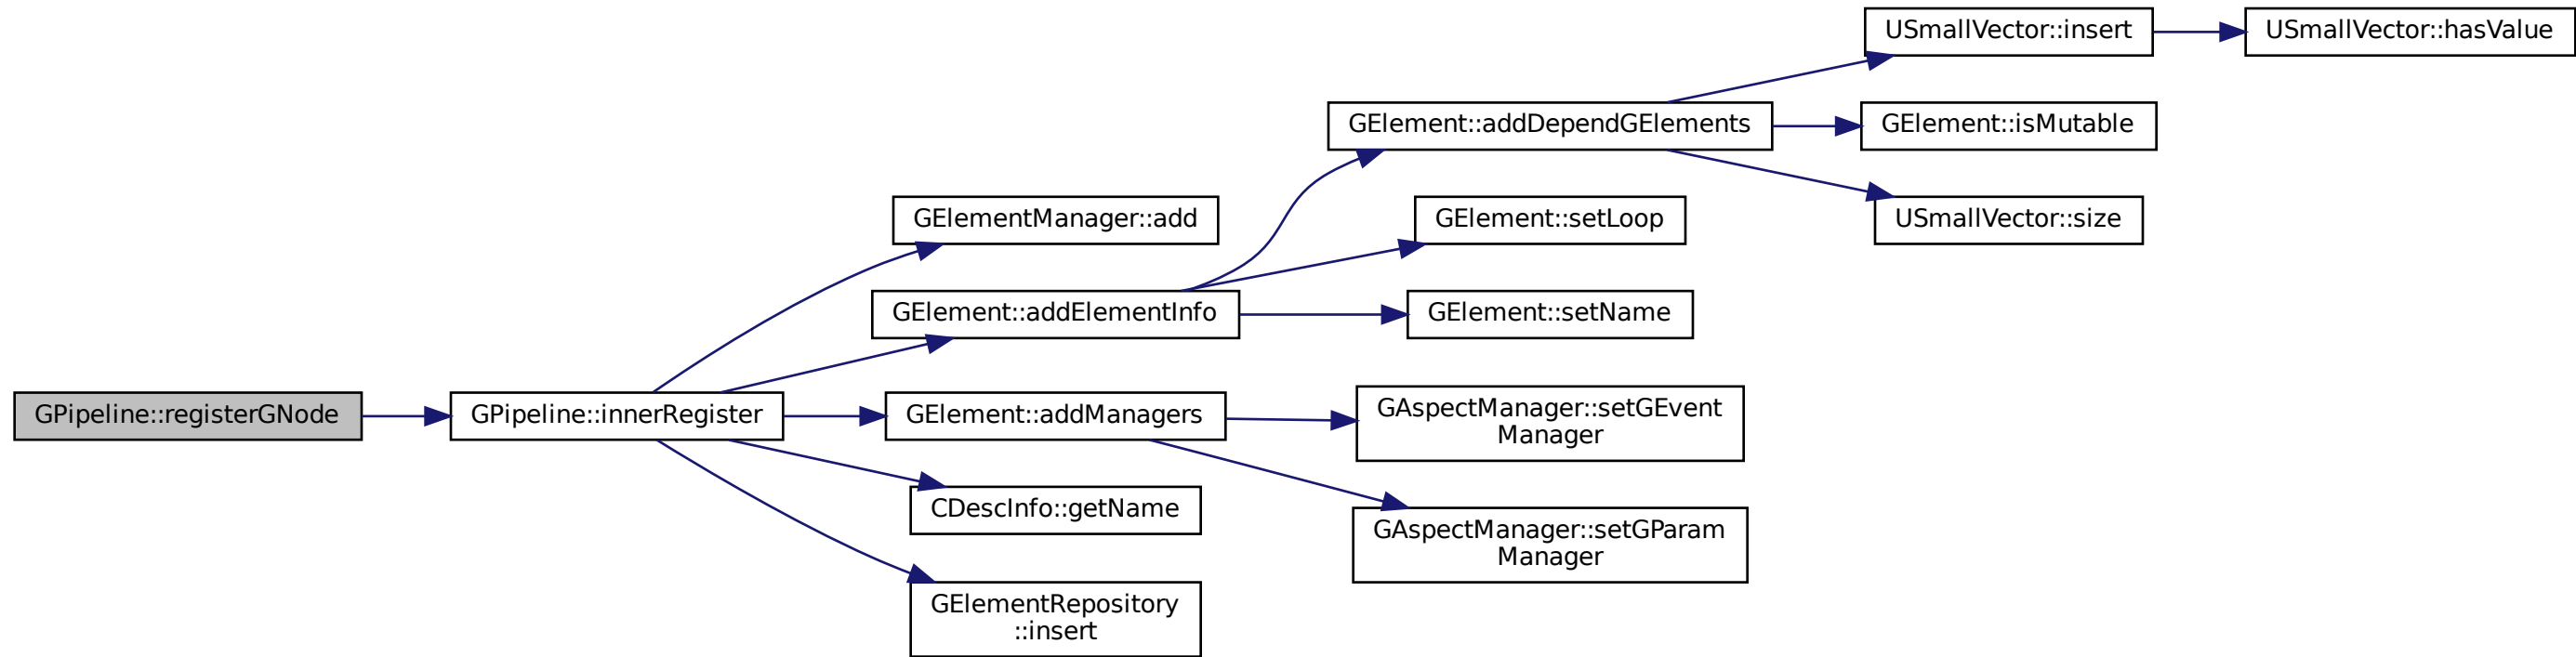 USmallVector::insert
USmallVector::hasValue
GElement::addDependGElements
GElement::isMutable
GElementManager::add
GElement::setLoop
USmallVector::size
GElement::addElementInfo
GElement::setName
GPipeline::registerGNode
GPipeline::innerRegister
GElement::addManagers
GAspectManager::setGEvent
Manager
CDescInfo::getName
GAspectManager::setGParam
Manager
GElementRepository
::insert